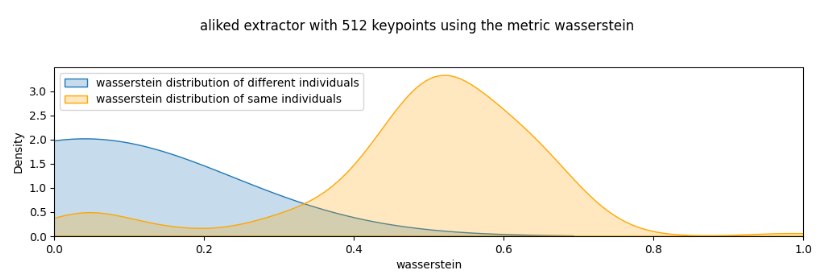 aliked extractor with 512 keypoints using the metric wasserstein
wasserstein distribution of different individuals
wasserstein distribution of same individuals
Density
3.0
2.5
2.0
1.5
1.0
0.5
0.0
0.0 0.2 0.4 0.6 0.8 1.0
wasserstein